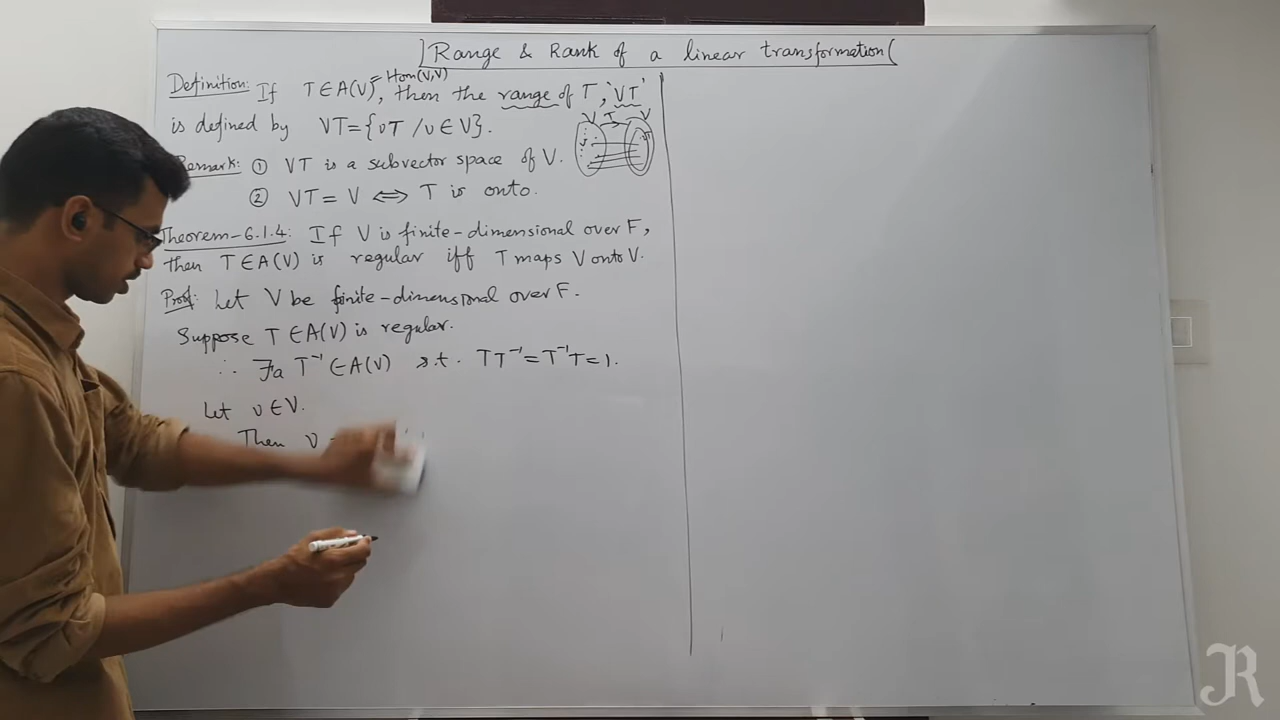 Range & Rank of a linear transformation
Definition: If T∈A(V) Hom(V,V), then the range of T, 'VT'
is defined by VT={vT / v∈V}.
V T V
Remark: ① VT is a subvector space of V.
② VT=V ⟺ T is onto.
Theorem-6.1.4: If V is finite-dimensional over F,
then T∈A(V) is regular iff T maps V onto V.
Proof: Let V be finite-dimensional over F.
Suppose T∈A(V) is regular.
∴ ∃ a T⁻¹∈A(V) s.t. TT⁻¹=T⁻¹T=1.
Let v∈V.
Then v
R